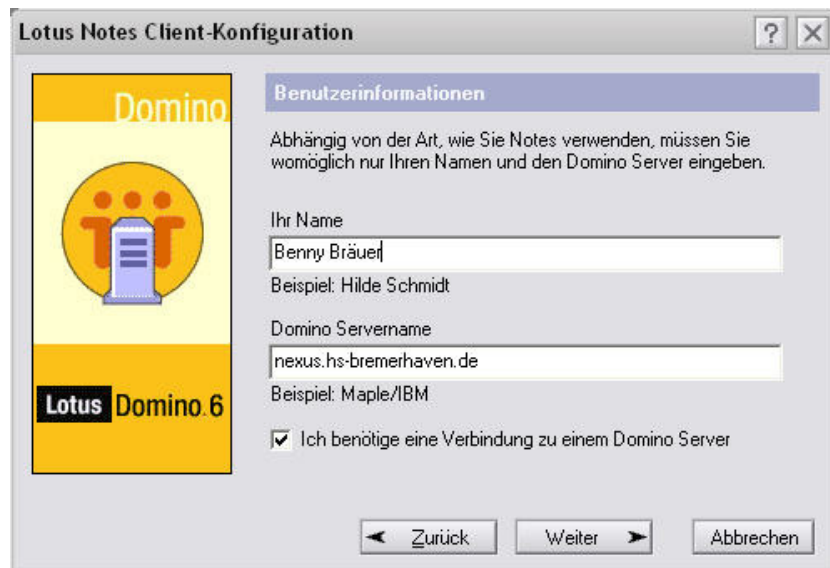 Lotus Notes Client-Konfiguration
Domino
Lotus Domino.6
Benutzerinformationen
Abhängig von der Art, wie Sie Notes verwenden, müssen Sie
womöglich nur Ihren Namen und den Domino Server eingeben.
Ihr Name
Benny Bräuer
Beispiel: Hilde Schmidt
Domino Servername
nexus.hs-bremerhaven.de
Beispiel: Maple/IBM
Ich benötige eine Verbindung zu einem Domino Server
Zurück
Weiter
Abbrechen